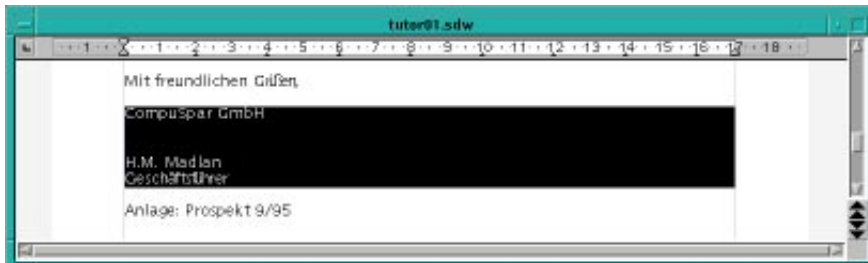 tutor01.sdw
1 1 2 3 4 5 6 7 8 9 10 11 12 13 14 15 16 17 18
Mit freundlichen Grüßen,
CompuSpar GmbH
H.M. Madlan
Geschäftsführer
Anlage: Prospekt 9/95